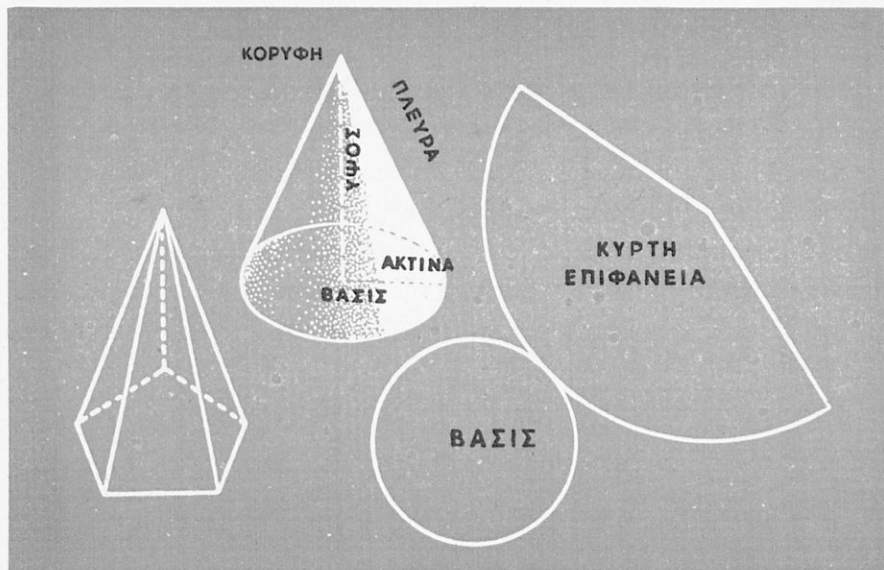 ΚΟΡΥΦΗ
ΠΛΕΥΡΑ
ΥΨΟΣ
ΑΚΤΙΝΑ
ΒΑΣΙΣ
ΚΥΡΤΗ
ΕΠΙΦΑΝΕΙΑ
ΒΑΣΙΣ